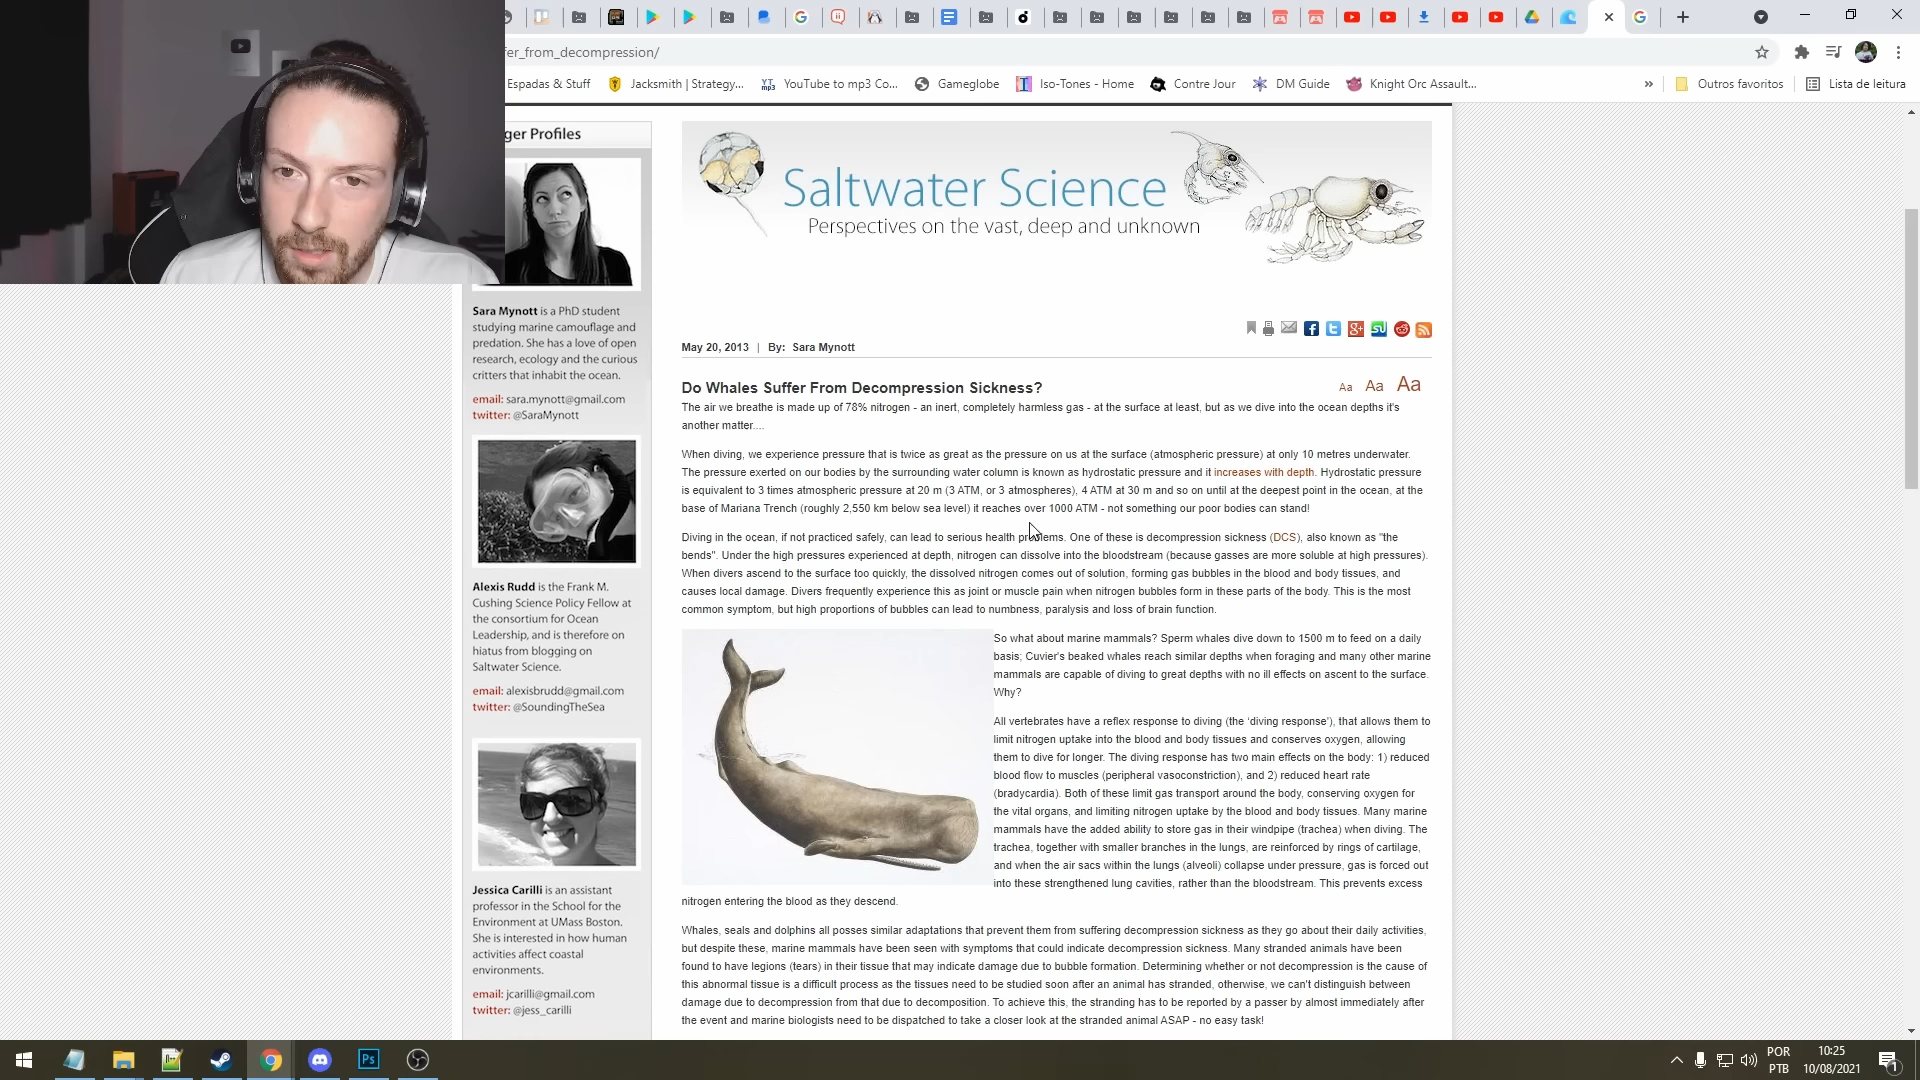 fer_from_decompression/
Espadas & Stuff
Jacksmith | Strategy...
YouTube to mp3 Co...
Gameglobe
Iso-Tones - Home
Contre Jour
DM Guide
Knight Orc Assault...
»
Outros favoritos
Lista de leitura
ger Profiles
Sara Mynott is a PhD student
studying marine camouflage and
predation. She has a love of open
research, ecology and the curious
critters that inhabit the ocean.
email: sara.mynott@gmail.com
twitter: @SaraMynott
Alexis Rudd is the Frank M.
Cushing Science Policy Fellow at
the consortium for Ocean
Leadership, and is therefore on
hiatus from blogging on
Saltwater Science.
email: alexisbrudd@gmail.com
twitter: @SoundingTheSea
Jessica Carilli is an assistant
professor in the School for the
Environment at UMass Boston.
She is interested in how human
activities affect coastal
environments.
email: jcarilli@gmail.com
twitter: @jess_carilli
Saltwater Science
Perspectives on the vast, deep and unknown
May 20, 2013 | By: Sara Mynott
Aa Aa Aa
Do Whales Suffer From Decompression Sickness?
The air we breathe is made up of 78% nitrogen - an inert, completely harmless gas - at the surface at least, but as we dive into the ocean depths it's
another matter....
When diving, we experience pressure that is twice as great as the pressure on us at the surface (atmospheric pressure) at only 10 metres underwater.
The pressure exerted on our bodies by the surrounding water column is known as hydrostatic pressure and it increases with depth. Hydrostatic pressure
is equivalent to 3 times atmospheric pressure at 20 m (3 ATM, or 3 atmospheres), 4 ATM at 30 m and so on until at the deepest point in the ocean, at the
base of Mariana Trench (roughly 2,550 km below sea level) it reaches over 1000 ATM - not something our poor bodies can stand!
Diving in the ocean, if not practiced safely, can lead to serious health problems. One of these is decompression sickness (DCS), also known as "the
bends". Under the high pressures experienced at depth, nitrogen can dissolve into the bloodstream (because gasses are more soluble at high pressures).
When divers ascend to the surface too quickly, the dissolved nitrogen comes out of solution, forming gas bubbles in the blood and body tissues, and
causes local damage. Divers frequently experience this as joint or muscle pain when nitrogen bubbles form in these parts of the body. This is the most
common symptom, but high proportions of bubbles can lead to numbness, paralysis and loss of brain function.
So what about marine mammals? Sperm whales dive down to 1500 m to feed on a daily
basis; Cuvier's beaked whales reach similar depths when foraging and many other marine
mammals are capable of diving to great depths with no ill effects on ascent to the surface.
Why?
All vertebrates have a reflex response to diving (the 'diving response'), that allows them to
limit nitrogen uptake into the blood and body tissues and conserves oxygen, allowing
them to dive for longer. The diving response has two main effects on the body: 1) reduced
blood flow to muscles (peripheral vasoconstriction), and 2) reduced heart rate
(bradycardia). Both of these limit gas transport around the body, conserving oxygen for
the vital organs, and limiting nitrogen uptake by the blood and body tissues. Many marine
mammals have the added ability to store gas in their windpipe (trachea) when diving. The
trachea, together with smaller branches in the lungs, are reinforced by rings of cartilage,
and when the air sacs within the lungs (alveoli) collapse under pressure, gas is forced out
into these strengthened lung cavities, rather than the bloodstream. This prevents excess
nitrogen entering the blood as they descend.
Whales, seals and dolphins all posses similar adaptations that prevent them from suffering decompression sickness as they go about their daily activities,
but despite these, marine mammals have been seen with symptoms that could indicate decompression sickness. Many stranded animals have been
found to have legions (tears) in their tissue that may indicate damage due to bubble formation. Determining whether or not decompression is the cause of
this abnormal tissue is a difficult process as the tissues need to be studied soon after an animal has stranded, otherwise, we can't distinguish between
damage due to decompression from that due to decomposition. To achieve this, the stranding has to be reported by a passer by almost immediately after
the event and marine biologists need to be dispatched to take a closer look at the stranded animal ASAP - no easy task!
POR
PTB
10:25
10/08/2021